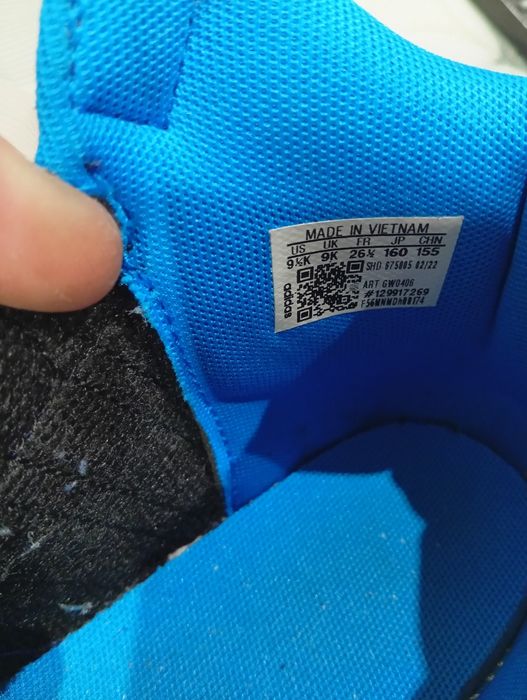 MADE IN VIETNAM
US UK FR JP CHN
9½K 9K 26½ 160 155
SHD 675005 02/22
ART GW0406
#129917269
F56MNMDh00174
adidas